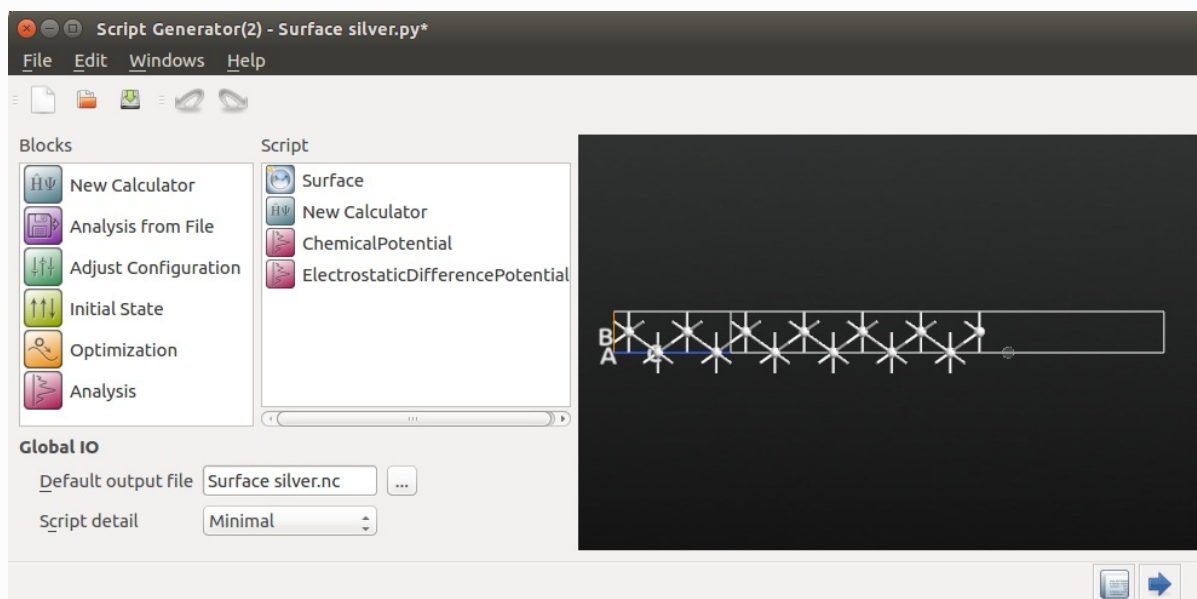 Script Generator(2) - Surface silver.py*
File Edit Windows Help
Blocks
New Calculator
Analysis from File
Adjust Configuration
Initial State
Optimization
Analysis
Script
Surface
New Calculator
ChemicalPotential
ElectrostaticDifferencePotential
B
A
C
Global IO
Default output file Surface silver.nc ...
Script detail Minimal